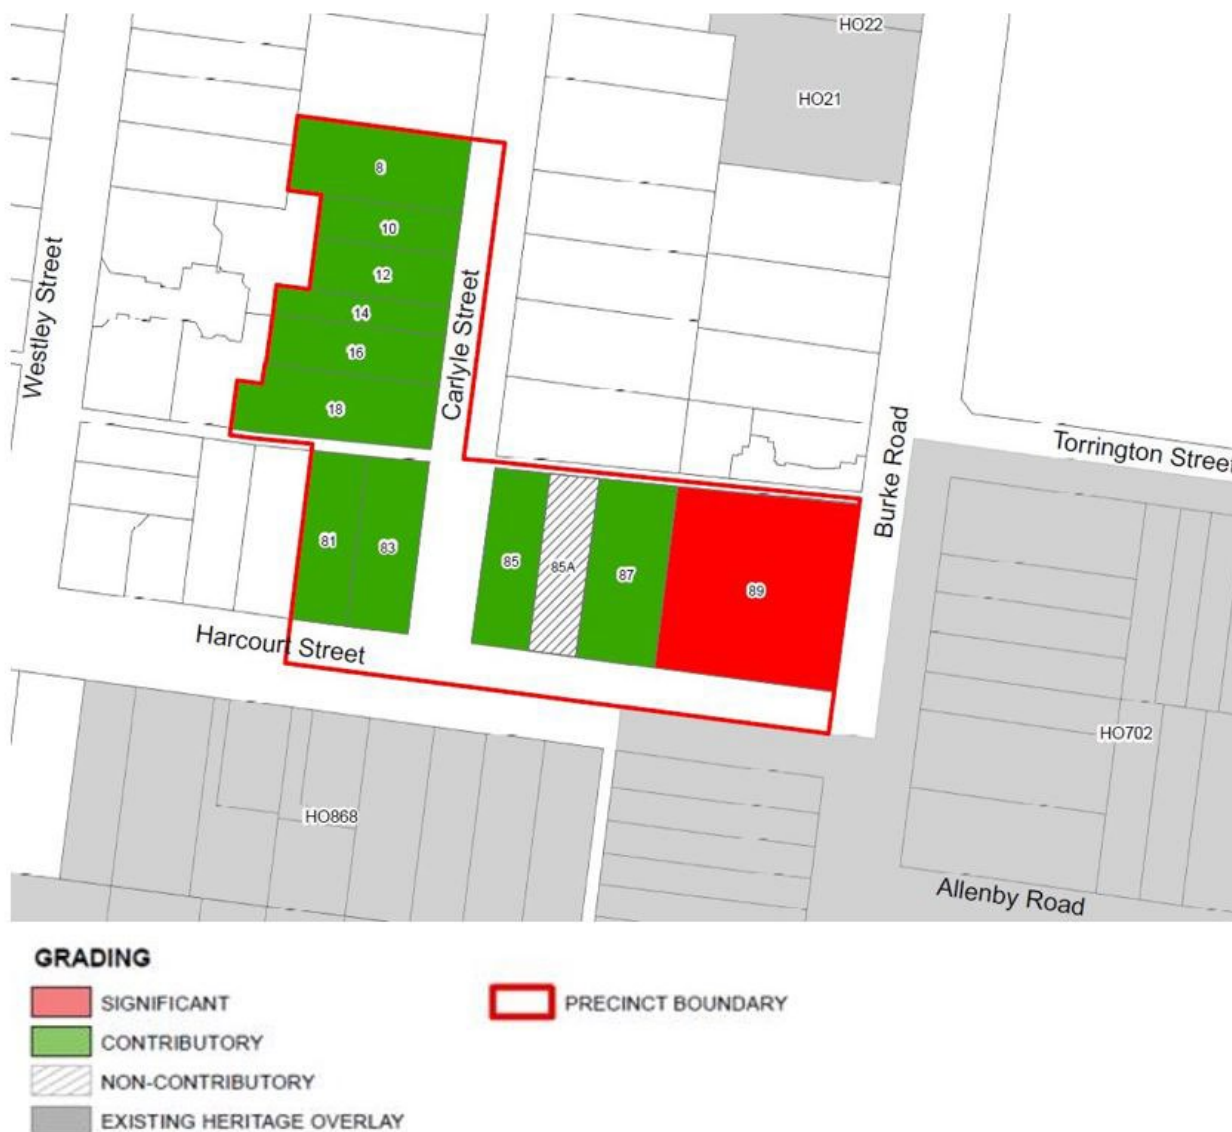 HO22
HO21
8
10
12
14
16
18
Westley Street
Carlyle Street
Burke Road
Torrington Street
81
83
85
85A
87
89
Harcourt Street
HO702
HO868
Allenby Road
GRADING
SIGNIFICANT
CONTRIBUTORY
NON-CONTRIBUTORY
EXISTING HERITAGE OVERLAY
PRECINCT BOUNDARY